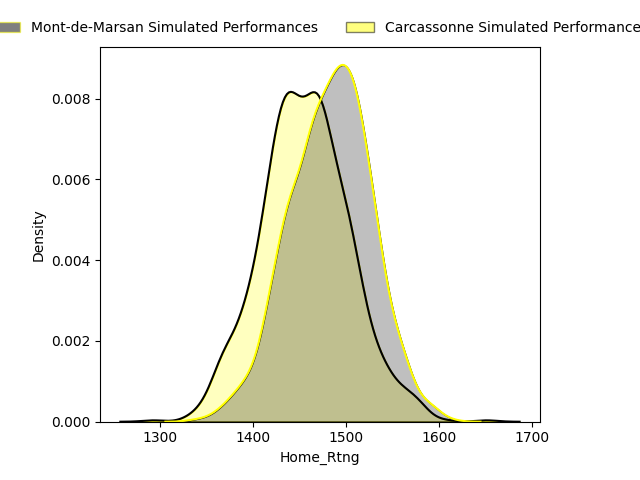 Mont-de-Marsan Simulated Performances Carcassonne Simulated Performance
0.008
0.006
0.004
0.002
0.000
Density
1300 1400 1500 1600 1700
Home_Rtng